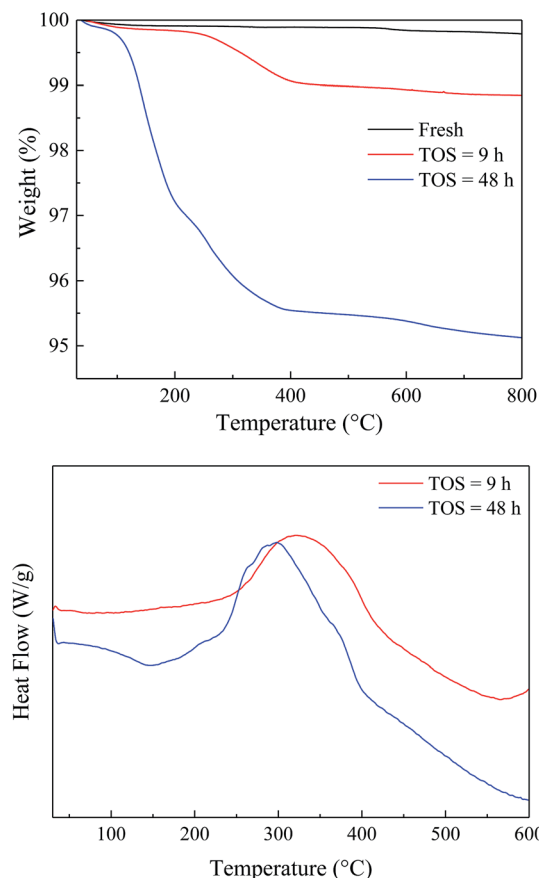 100
99
98
97
96
95
Weight (%)
Fresh
TOS = 9 h
TOS = 48 h
200
400
600
800
Temperature (°C)
TOS = 9 h
TOS = 48 h
Heat Flow (W/g)
100
200
300
400
500
600
Temperature (°C)